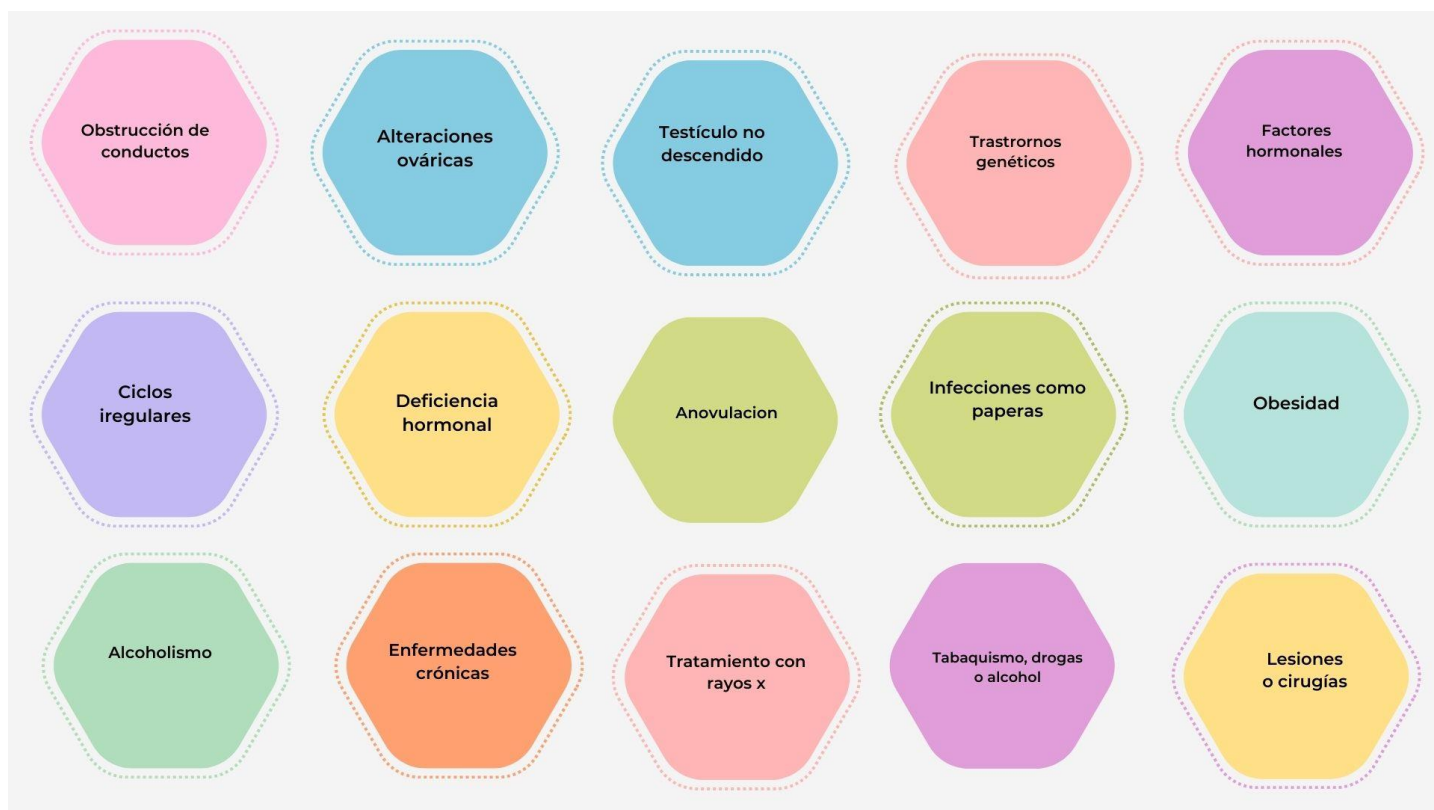 Obstrucción de
conductos
Alteraciones
ováricas
Testículo no
descendido
Trastrornos
genéticos
Factores
hormonales
Ciclos
iregulares
Deficiencia
hormonal
Anovulacion
Infecciones como
paperas
Obesidad
Alcoholismo
Enfermedades
crónicas
Tratamiento con
rayos x
Tabaquismo, drogas
o alcohol
Lesiones
o cirugías